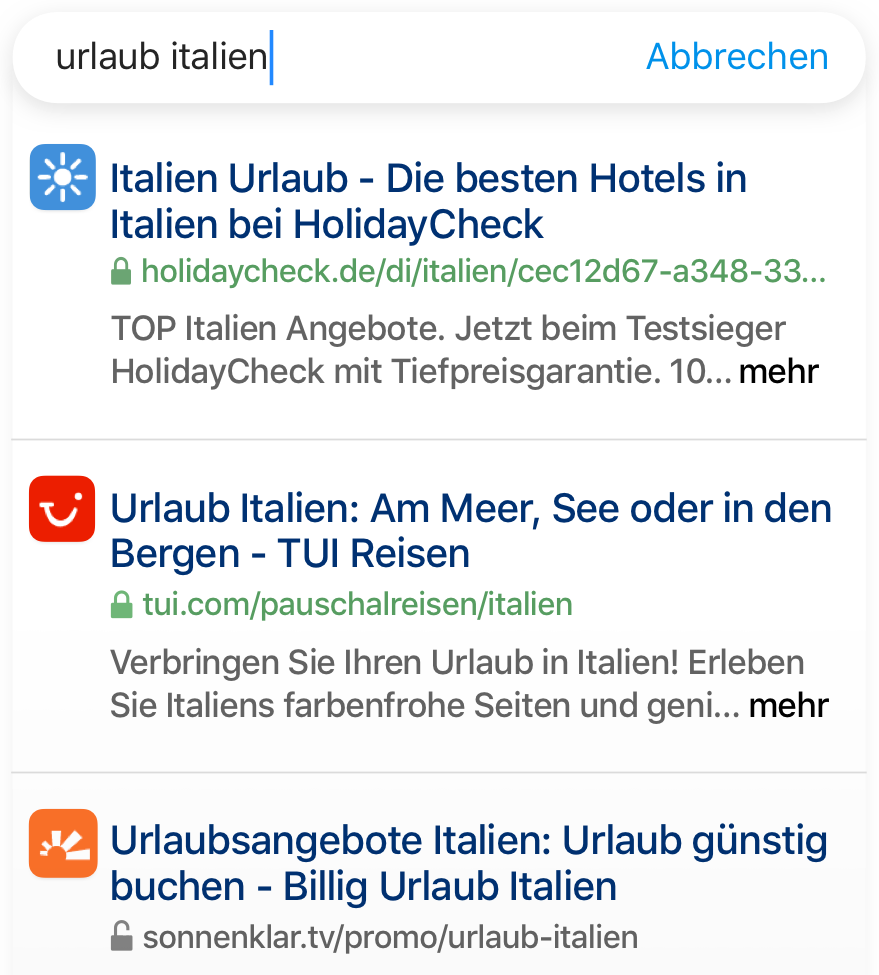 urlaub italien Abbrechen
Italien Urlaub - Die besten Hotels in
Italien bei HolidayCheck
holidaycheck.de/di/italien/cec12d67-a348-33...
TOP Italien Angebote. Jetzt beim Testsieger
HolidayCheck mit Tiefpreisgarantie. 10... mehr
Urlaub Italien: Am Meer, See oder in den
Bergen - TUI Reisen
tui.com/pauschalreisen/italien
Verbringen Sie Ihren Urlaub in Italien! Erleben
Sie Italiens farbenfrohe Seiten und geni... mehr
Urlaubsangebote Italien: Urlaub günstig
buchen - Billig Urlaub Italien
sonnenklar.tv/promo/urlaub-italien